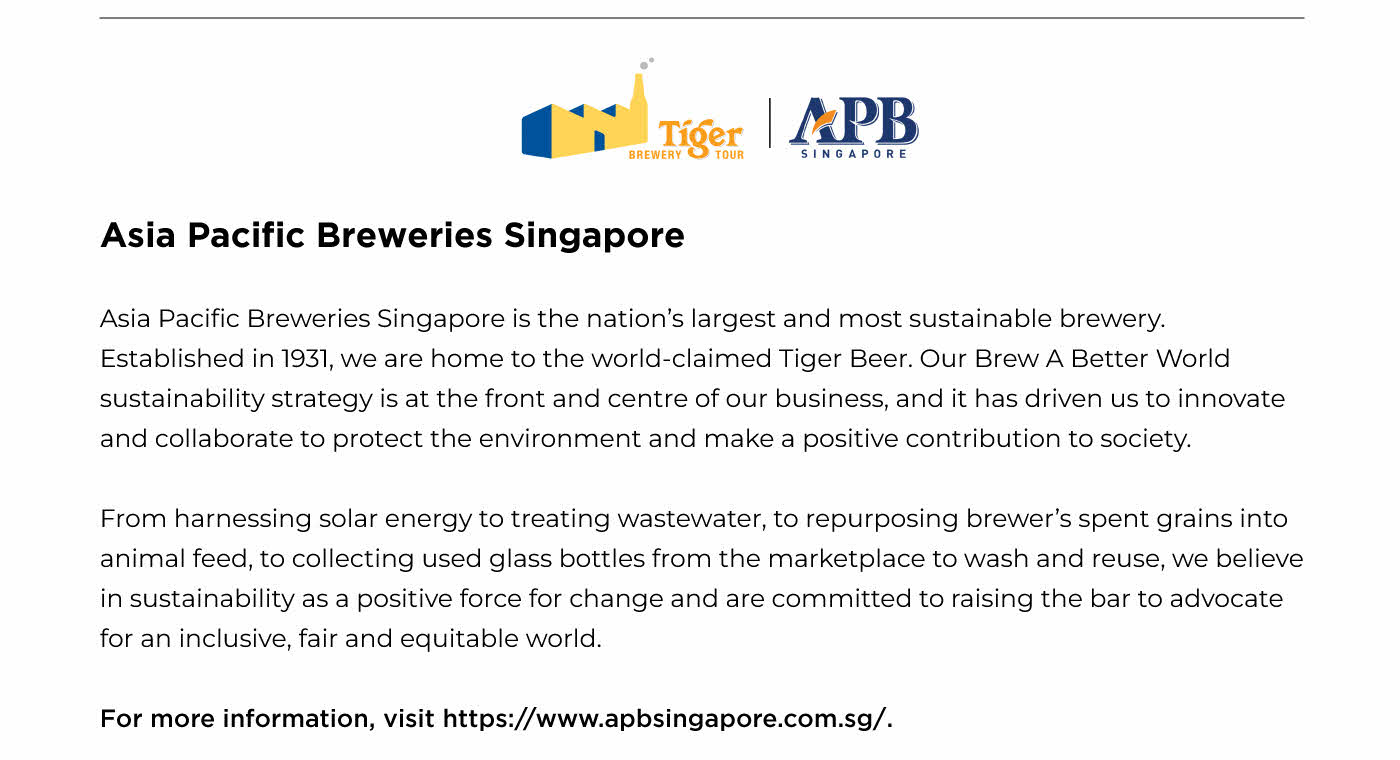 Tiger
BREWERY TOUR
APB
SINGAPORE
Asia Pacific Breweries Singapore
Asia Pacific Breweries Singapore is the nation’s largest and most sustainable brewery.
Established in 1931, we are home to the world-claimed Tiger Beer. Our Brew A Better World
sustainability strategy is at the front and centre of our business, and it has driven us to innovate
and collaborate to protect the environment and make a positive contribution to society.
From harnessing solar energy to treating wastewater, to repurposing brewer’s spent grains into
animal feed, to collecting used glass bottles from the marketplace to wash and reuse, we believe
in sustainability as a positive force for change and are committed to raising the bar to advocate
for an inclusive, fair and equitable world.
For more information, visit https://www.apbsingapore.com.sg/.